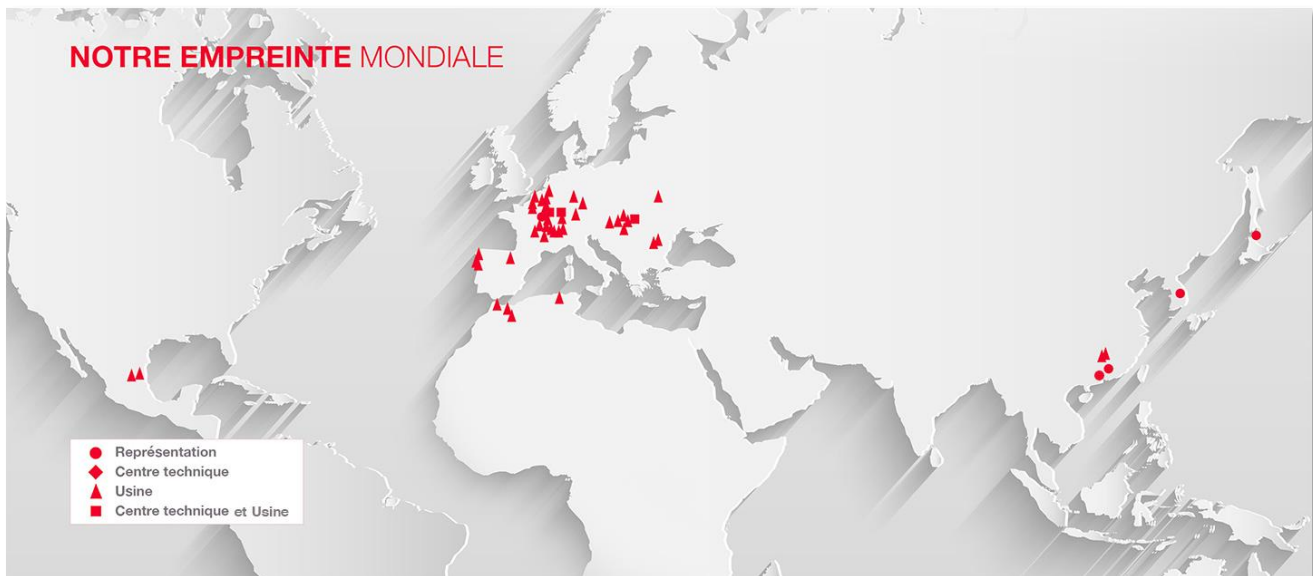 NOTRE EMPREINTE MONDIALE
Représentation
Centre technique
Usine
Centre technique et Usine